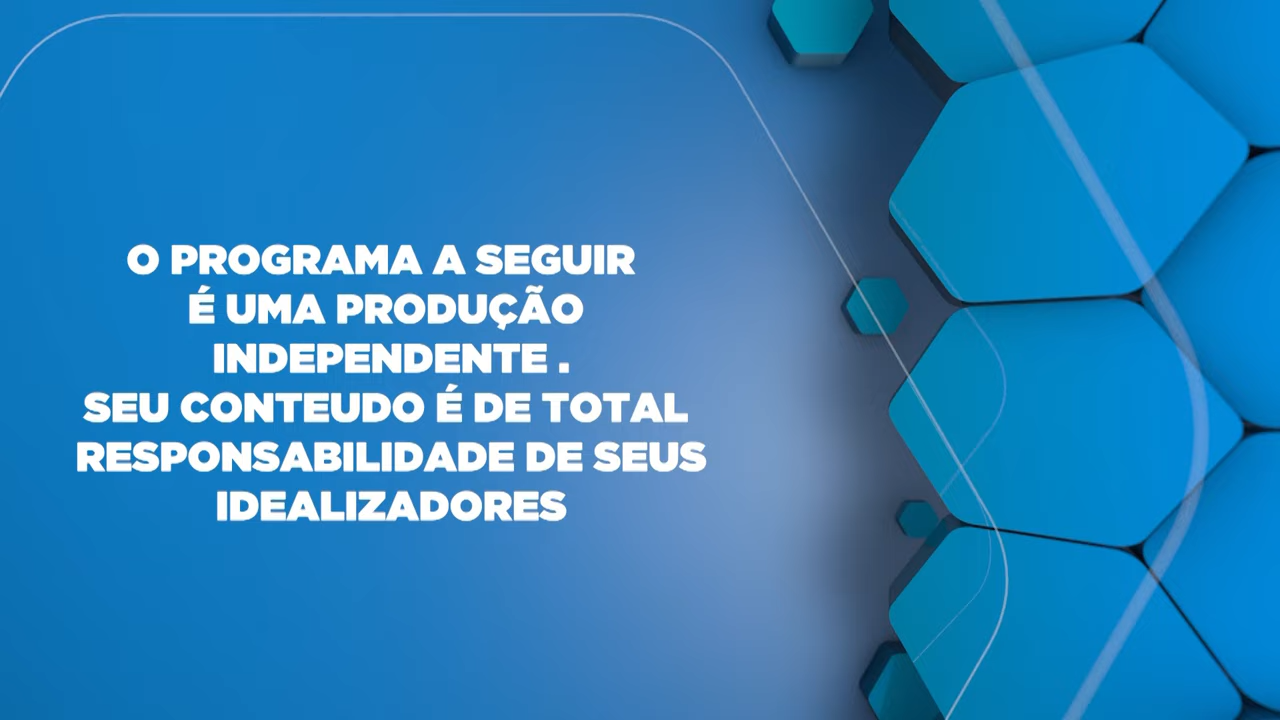 O PROGRAMA A SEGUIR
É UMA PRODUÇÃO
INDEPENDENTE .
SEU CONTEUDO É DE TOTAL
RESPONSABILIDADE DE SEUS
IDEALIZADORES